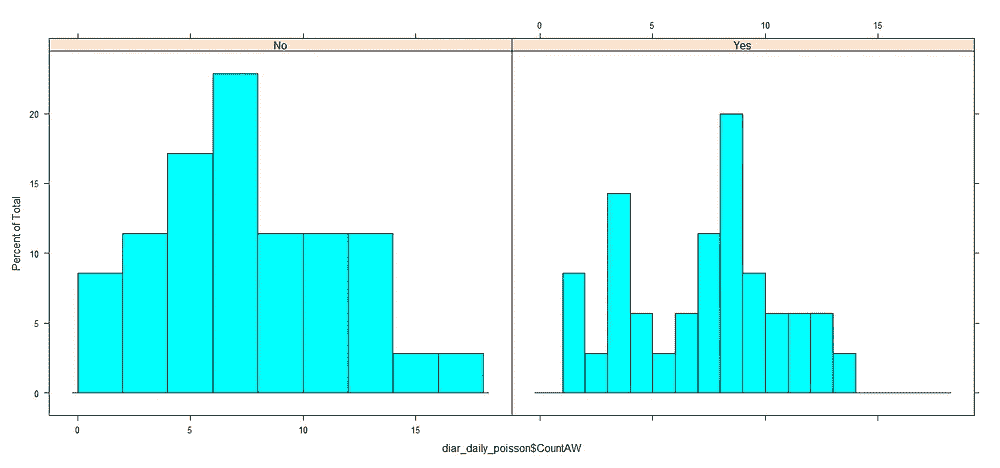 0 5 10 15
No Yes
Percent of Total
20
15
10
5
0
0 5 10 15
diar_daily_poisson$CountAW